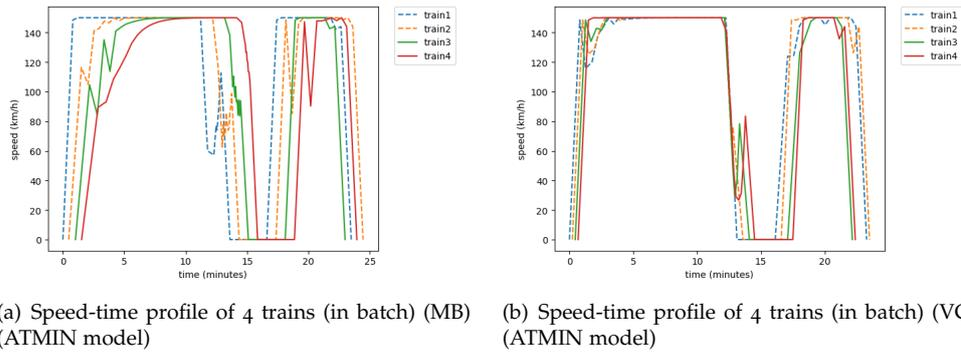 train1
train2
train3
train4
140
120
100
80
60
40
20
0
speed (km/h)
0 5 10 15 20 25
time (minutes)
train1
train2
train3
train4
140
120
100
80
60
40
20
0
speed (km/h)
0 5 10 15 20
time (minutes)
(a) Speed-time profile of 4 trains (in batch) (MB)
(ATMIN model)
(b) Speed-time profile of 4 trains (in batch) (VC
(ATMIN model)